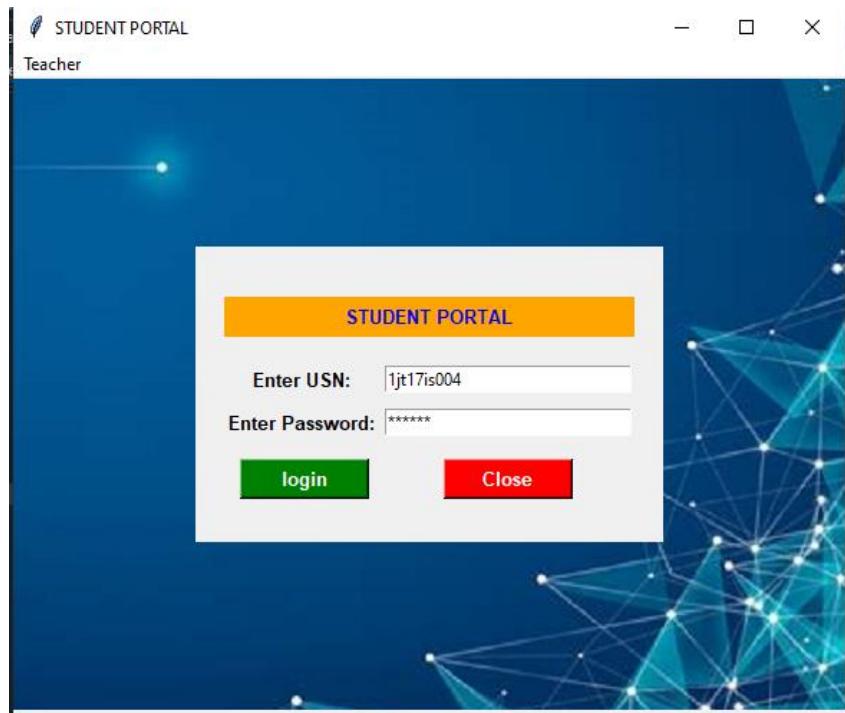 STUDENT PORTAL
Teacher
STUDENT PORTAL
Enter USN: 1jt17is004
Enter Password: ******
login Close